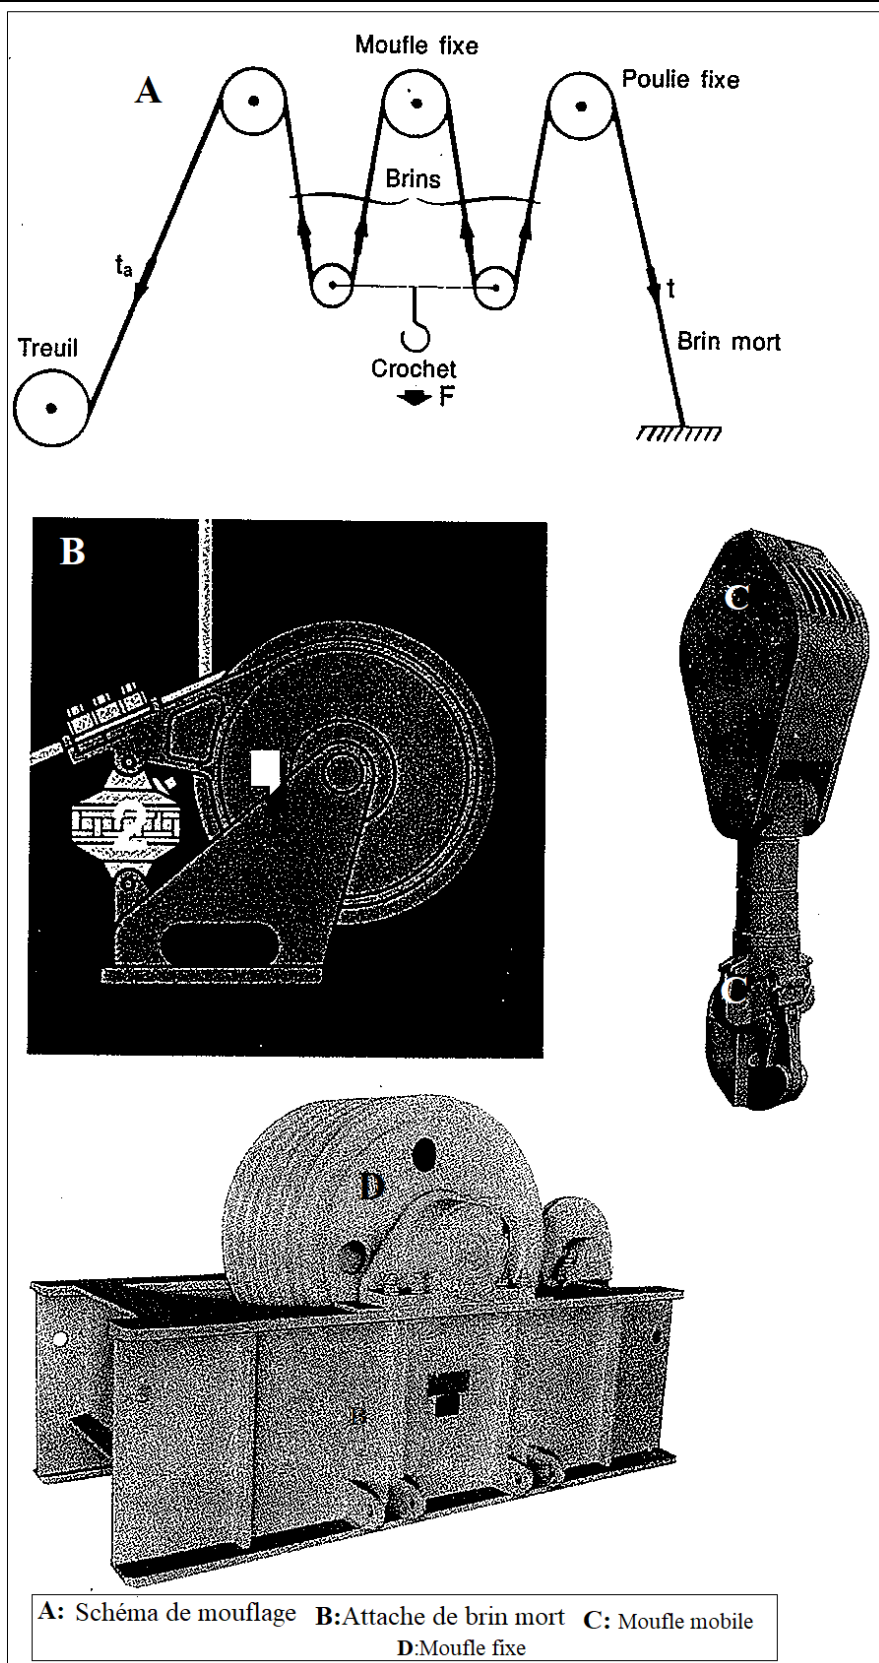 Moufle fixe
A
Poulie fixe
Brins
ta
t
Treuil
Brin mort
Crochet
F
B
C
2
C
D
B
A: Schéma de mouflage B:Attache de brin mort C: Moufle mobile
D:Moufle fixe